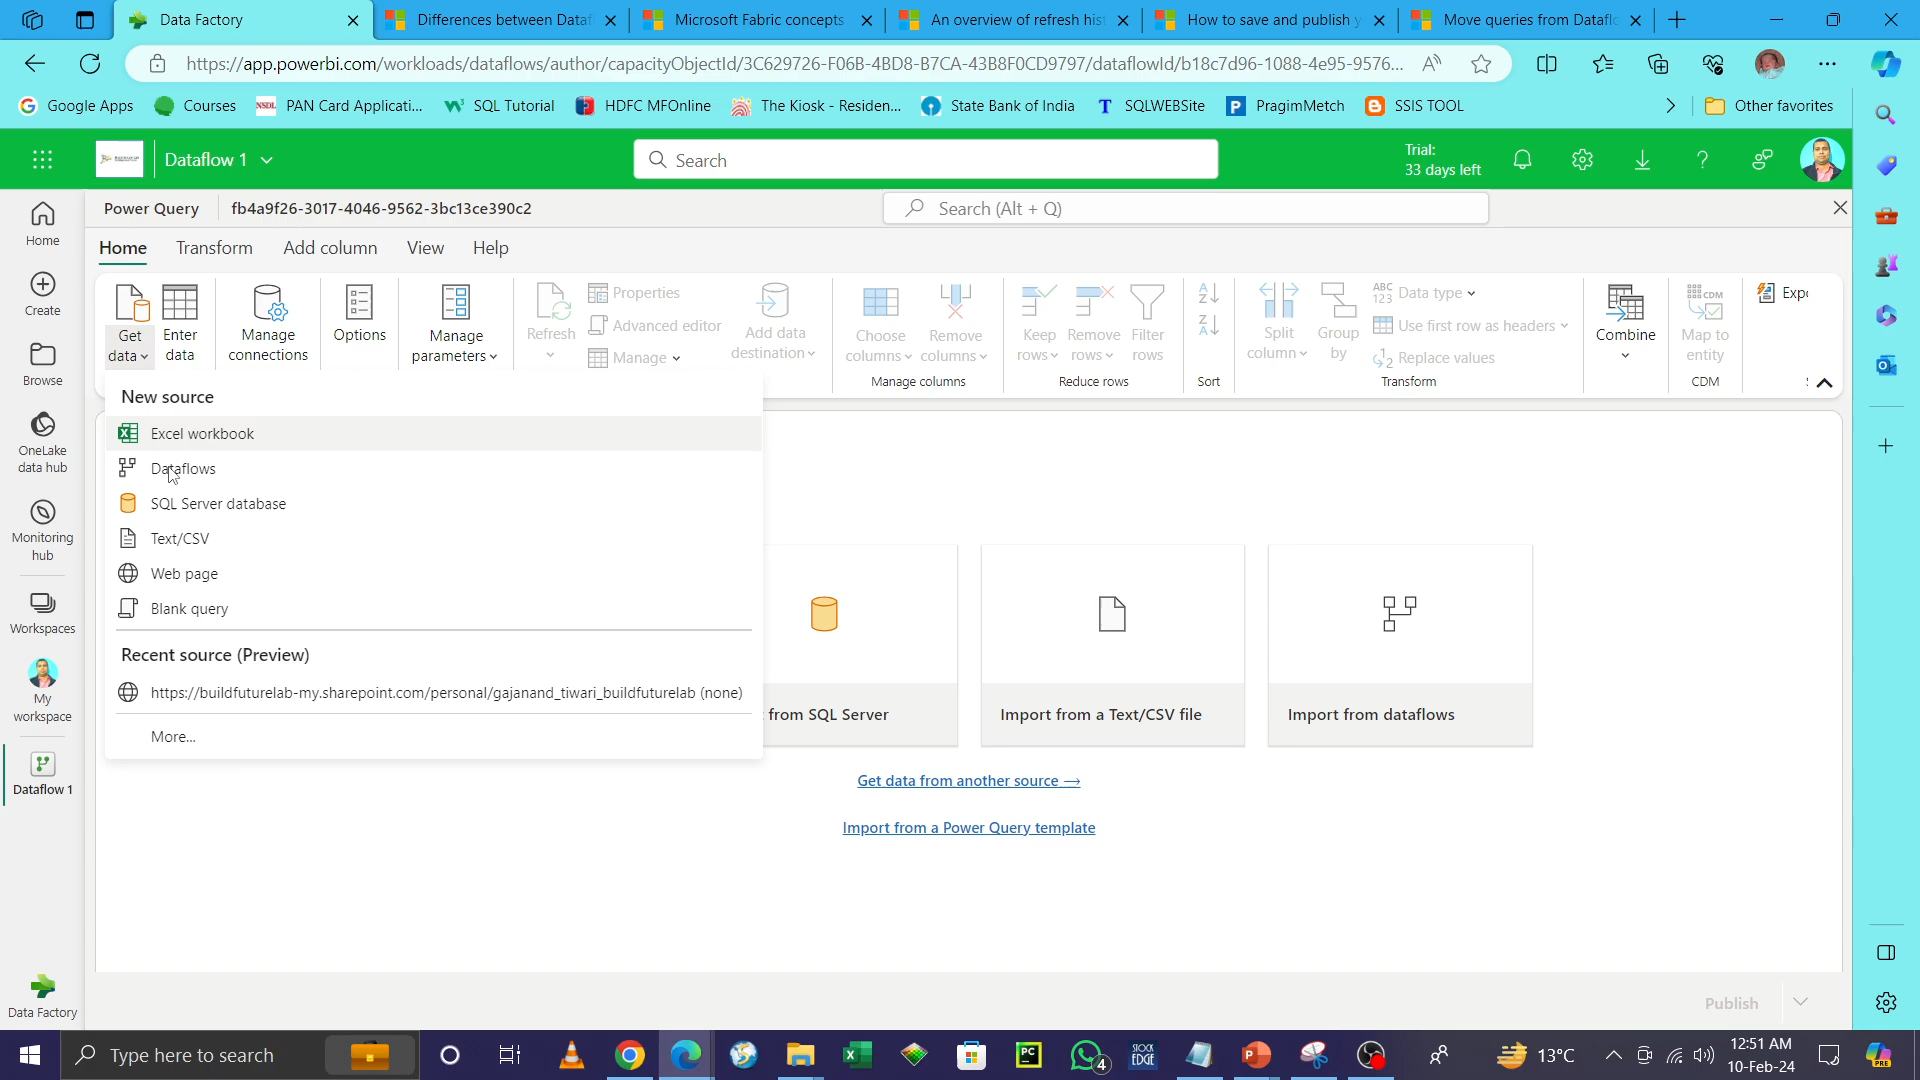 Data Factory
Differences between Datafl
Microsoft Fabric concepts
An overview of refresh hist
How to save and publish y
Move queries from Dataflo
https://app.powerbi.com/workloads/dataflows/author/capacityObjectId/3C629726-F06B-4BD8-B7CA-43B8F0CD9797/dataflowId/b18c7d96-1088-4e95-9576...
Google Apps
Courses
NSDL
PAN Card Applicati...
SQL Tutorial
HDFC MFOnline
The Kiosk - Residen...
State Bank of India
SQLWEBSite
PragimMetch
SSIS TOOL
Other favorites
Dataflow 1
Search
Trial:
33 days left
Power Query
fb4a9f26-3017-4046-9562-3bc13ce390c2
Search (Alt + Q)
Home
Transform
Add column
View
Help
Get data
Enter data
Manage connections
Options
Manage parameters
Refresh
Properties
Advanced editor
Manage
Add data destination
Choose columns
Remove columns
Manage columns
Keep rows
Remove rows
Filter rows
Reduce rows
Sort
Split column
Group by
Data type
Use first row as headers
Replace values
Transform
Combine
Map to entity
CDM
Expo
Home
Create
Browse
OneLake data hub
Monitoring hub
Workspaces
My workspace
Dataflow 1
Data Factory
New source
Excel workbook
Dataflows
SQL Server database
Text/CSV
Web page
Blank query
Recent source (Preview)
https://buildfuturelab-my.sharepoint.com/personal/gajanand_tiwari_buildfuturelab (none)
More...
from SQL Server
Import from a Text/CSV file
Import from dataflows
Get data from another source →
Import from a Power Query template
Publish
Type here to search
4
STOCK EDGE
13°C
12:51 AM
10-Feb-24